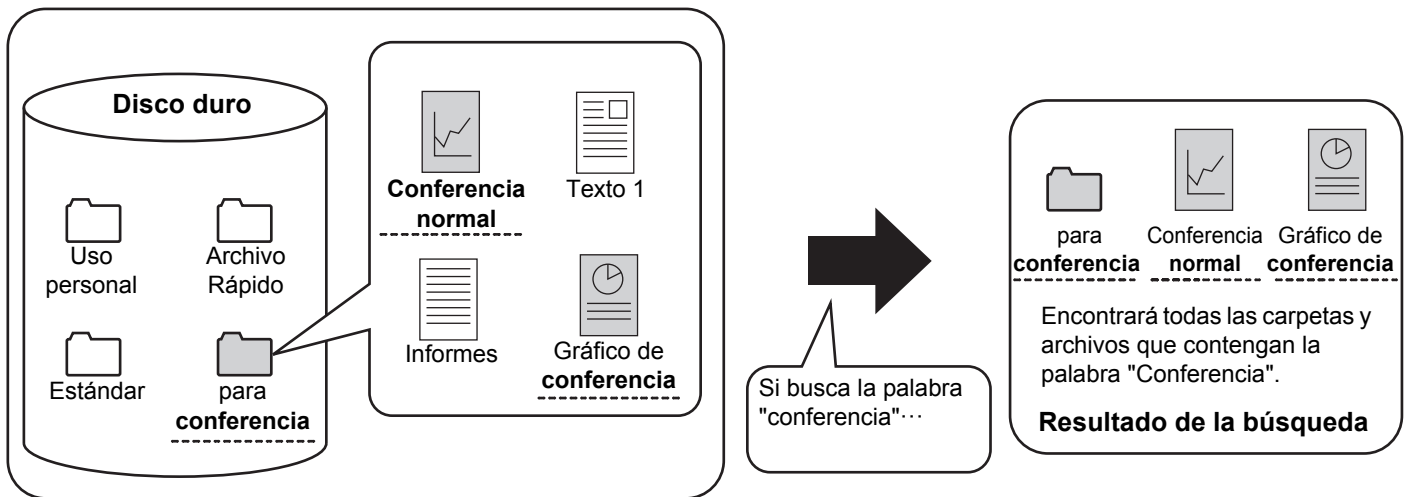 Disco duro
Uso
personal
Archivo
Rápido
Estándar
para
conferencia
Conferencia
normal
Texto 1
Informes
Gráfico de
conferencia
Si busca la palabra
"conferencia"···
para
conferencia
Conferencia
normal
Gráfico de
conferencia
Encontrará todas las carpetas y
archivos que contengan la
palabra "Conferencia".
Resultado de la búsqueda